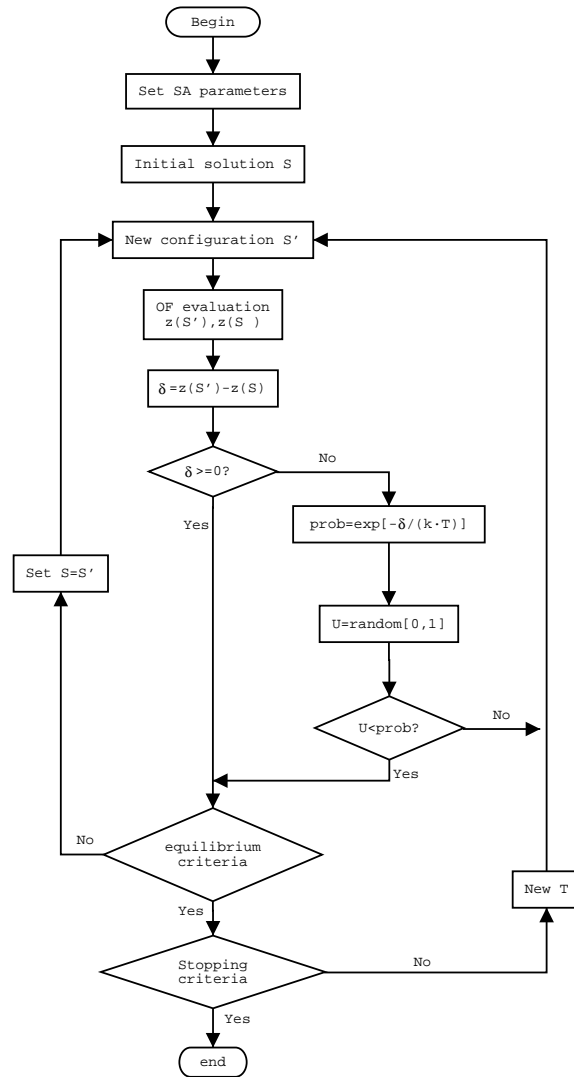 Begin
Set SA parameters
Initial solution S
New configuration S'
OF evaluation
z(S'),z(S )
δ=z(S')-z(S)
δ>=0?
No
Yes
prob=exp[-δ/(k·T)]
Set S=S'
U=random[0,1]
U<prob?
No
Yes
equilibrium
criteria
No
New T
Yes
Stopping
criteria
No
Yes
end